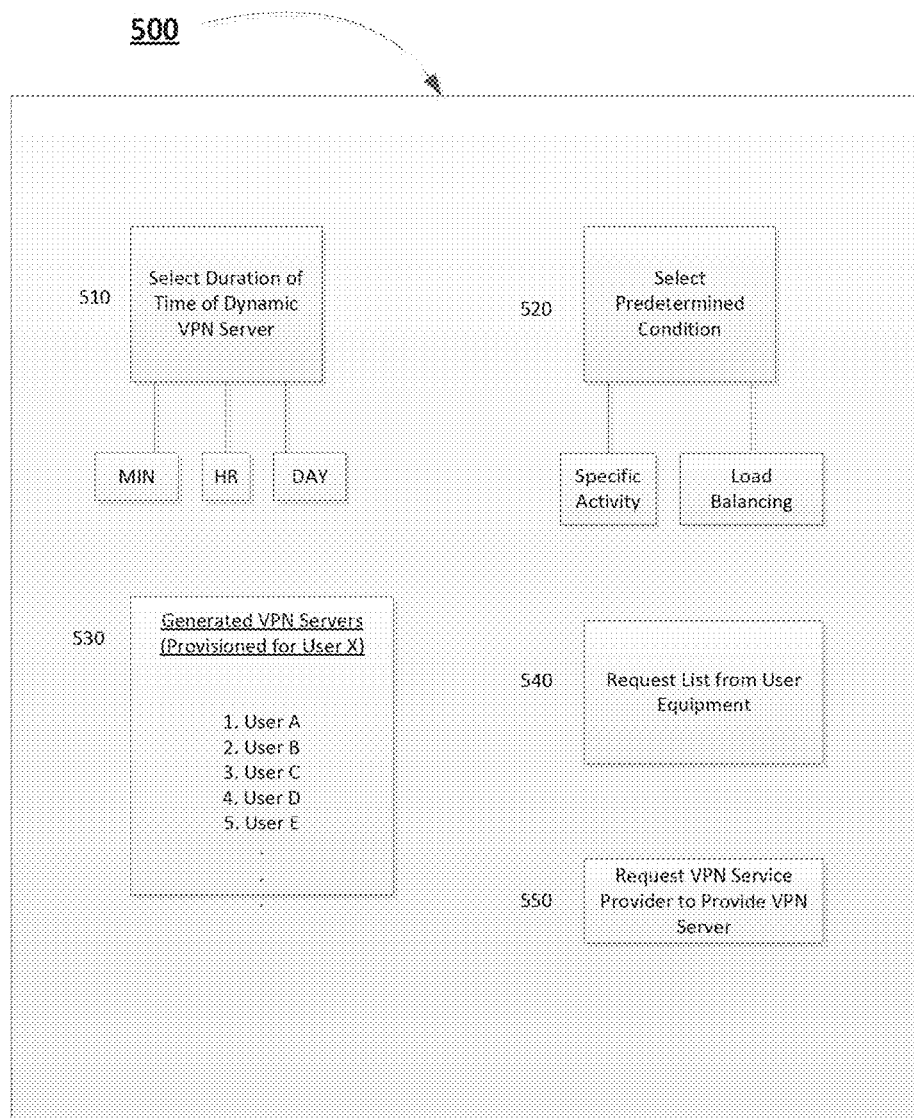 500
510
Select Duration of
Time of Dynamic
VPN Server
MIN
HR
DAY
520
Select
Predetermined
Condition
Specific
Activity
Load
Balancing
530
Generated VPN Servers
(Provisioned for User X)
1. User A
2. User B
3. User C
4. User D
5. User E
.
.
.
540
Request List from User
Equipment
550
Request VPN Service
Provider to Provide VPN
Server